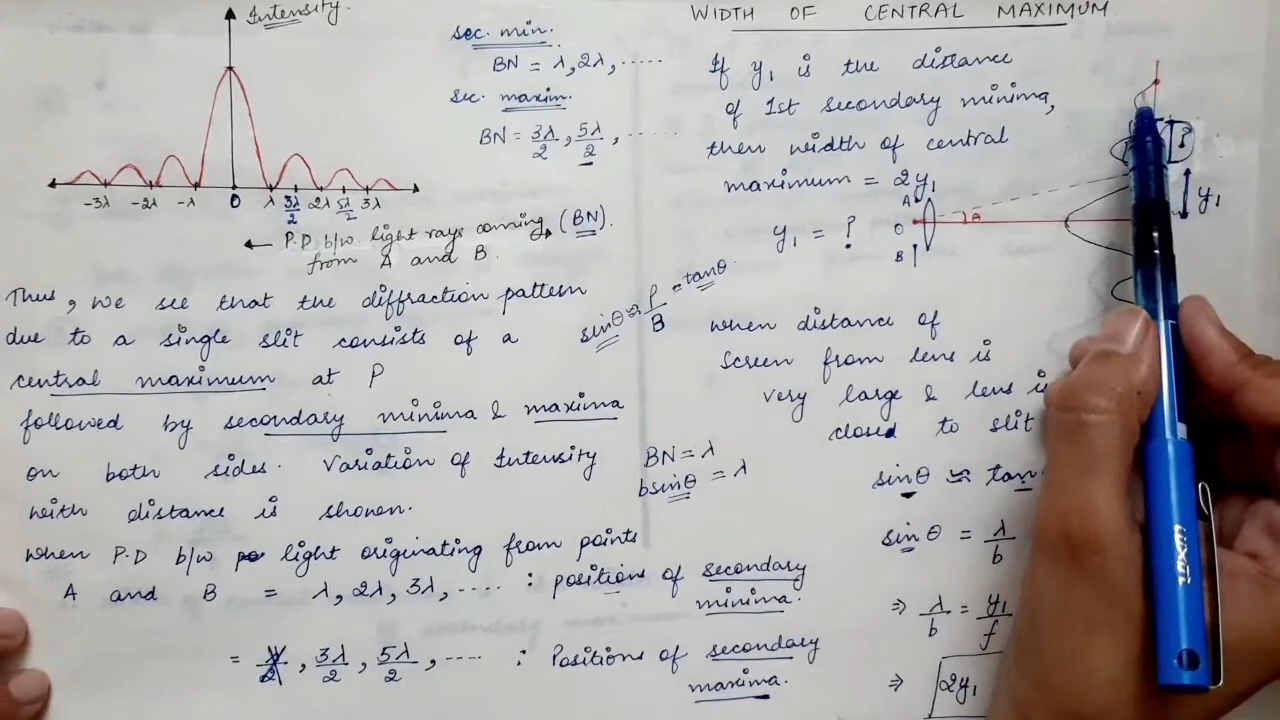 Intensity.
-3λ -2λ -λ 0 λ 3λ/2 2λ 5λ/2 3λ
← P.D b/w light rays coming → (BN).
from A and B.
sec. min.
BN = λ, 2λ, .....
sec. maxim.
BN = 3λ/2, 5λ/2, ......
Thus, we see that the diffraction pattern
due to a single slit consists of a
central maximum at P
followed by secondary minima & maxima
on both sides. Variation of Intensity
with distance is shown.
sinθ ≈ P/B = tanθ
BN = λ
b sinθ = λ
When P.D b/w light originating from points
A and B = λ, 2λ, 3λ, .... : positions of secondary
minima.
= λ/2, 3λ/2, 5λ/2, .... : Positions of secondary
maxima.
WIDTH OF CENTRAL MAXIMUM
If y₁ is the distance
of 1st secondary minima,
then width of central
maximum = 2y₁
y₁ = ?
A
O
B
θ
y₁
when distance of
screen from lens is
very large & lens is
closed to slit
sinθ ≈ tan
sinθ = λ/b
⇒ λ/b = y₁/f
⇒ 2y₁
LUXOR